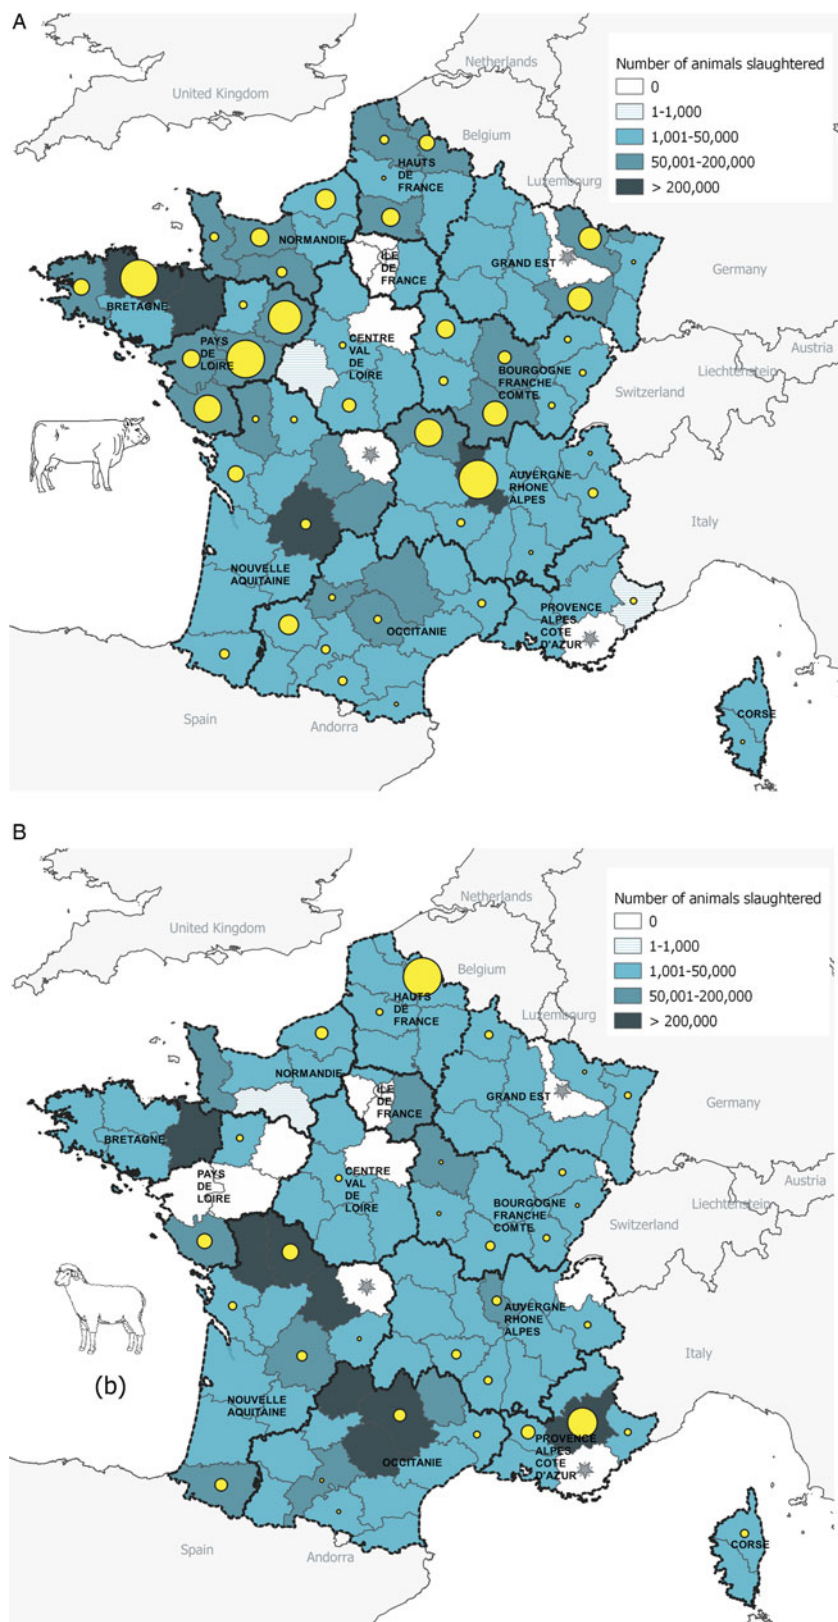 A
Number of animals slaughtered
0
1-1,000
1,001-50,000
50,001-200,000
> 200,000
Netherlands
United Kingdom
Belgium
HAUTS
DE
FRANCE
Luxembourg
NORMANDIE
ILE
DE
FRANCE
GRAND EST
Germany
BRETAGNE
PAYS
DE
LOIRE
CENTRE
VAL
DE
LOIRE
BOURGOGNE
FRANCHE
COMTE
Austria
Liechtenstein
Switzerland
AUVERGNE
RHONE
ALPES
Italy
NOUVELLE
AQUITAINE
OCCITANIE
PROVENCE
ALPES
COTE
D'AZUR
CORSE
Spain
Andorra
B
Number of animals slaughtered
0
1-1,000
1,001-50,000
50,001-200,000
> 200,000
Netherlands
United Kingdom
Belgium
HAUTS
DE
FRANCE
Luxembourg
NORMANDIE
ILE
DE
FRANCE
GRAND EST
Germany
BRETAGNE
PAYS
DE
LOIRE
CENTRE
VAL
DE
LOIRE
BOURGOGNE
FRANCHE
COMTE
Austria
Liechtenstein
Switzerland
AUVERGNE
RHONE
ALPES
Italy
(b)
NOUVELLE
AQUITAINE
OCCITANIE
PROVENCE
ALPES
COTE
D'AZUR
CORSE
Spain
Andorra